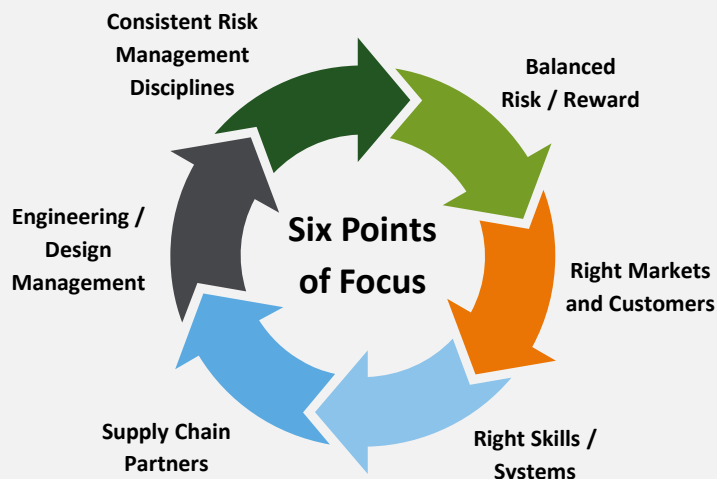 Consistent Risk
Management
Disciplines
Balanced
Risk / Reward
Engineering /
Design
Management
Six Points
of Focus
Right Markets
and Customers
Supply Chain
Partners
Right Skills /
Systems